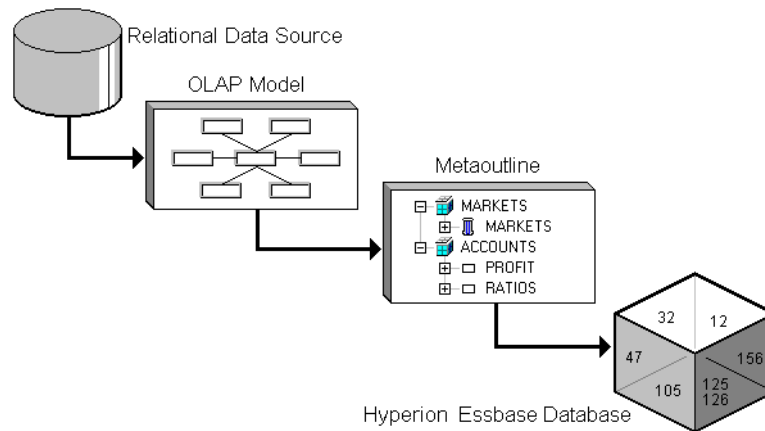 Relational Data Source
OLAP Model
Metaoutline
MARKETS
MARKETS
ACCOUNTS
PROFIT
RATIOS
32
12
47
156
105
125
126
Hyperion Essbase Database